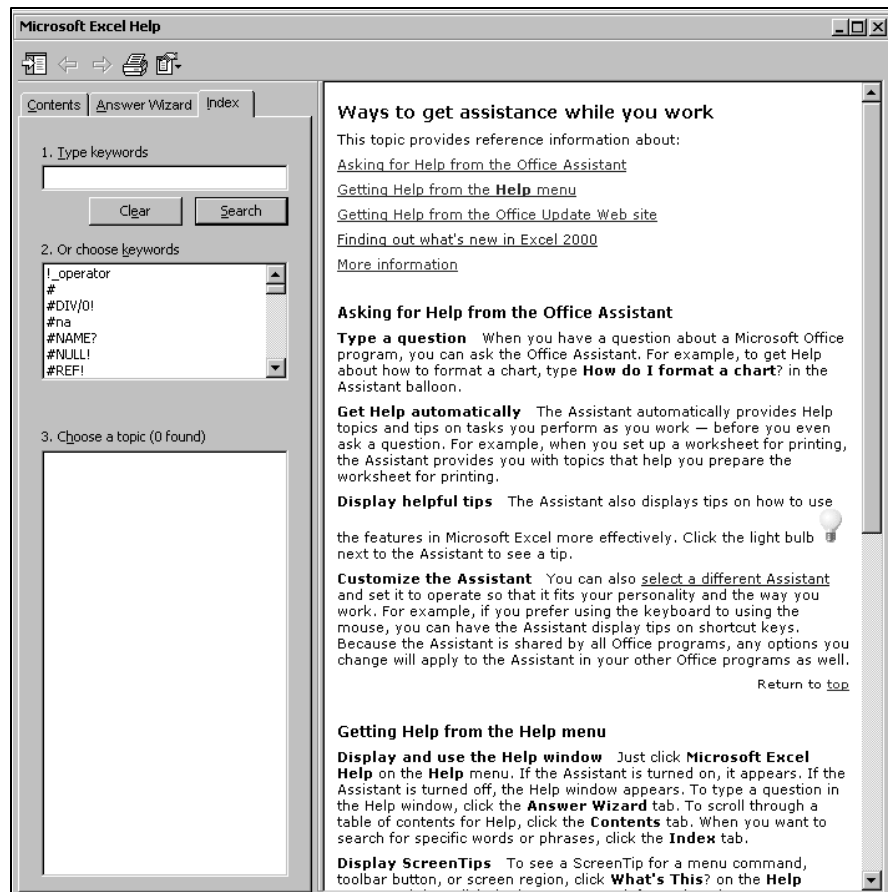 Microsoft Excel Help
Contents
Answer Wizard
Index
1. Type keywords
Clear
Search
2. Or choose keywords
!_operator
#
#DIV/0!
#na
#NAME?
#NULL!
#REF!
3. Choose a topic (0 found)
Ways to get assistance while you work
This topic provides reference information about:
Asking for Help from the Office Assistant
Getting Help from the Help menu
Getting Help from the Office Update Web site
Finding out what's new in Excel 2000
More information
Asking for Help from the Office Assistant
Type a question When you have a question about a Microsoft Office
program, you can ask the Office Assistant. For example, to get Help
about how to format a chart, type How do I format a chart? in the
Assistant balloon.
Get Help automatically The Assistant automatically provides Help
topics and tips on tasks you perform as you work — before you even
ask a question. For example, when you set up a worksheet for printing,
the Assistant provides you with topics that help you prepare the
worksheet for printing.
Display helpful tips The Assistant also displays tips on how to use
the features in Microsoft Excel more effectively. Click the light bulb
next to the Assistant to see a tip.
Customize the Assistant You can also select a different Assistant
and set it to operate so that it fits your personality and the way you
work. For example, if you prefer using the keyboard to using the
mouse, you can have the Assistant display tips on shortcut keys.
Because the Assistant is shared by all Office programs, any options you
change will apply to the Assistant in your other Office programs as well.
Return to top
Getting Help from the Help menu
Display and use the Help window Just click Microsoft Excel
Help on the Help menu. If the Assistant is turned on, it appears. If the
Assistant is turned off, the Help window appears. To type a question in
the Help window, click the Answer Wizard tab. To scroll through a
table of contents for Help, click the Contents tab. When you want to
search for specific words or phrases, click the Index tab.
Display ScreenTips To see a ScreenTip for a menu command,
toolbar button, or screen region, click What's This? on the Help